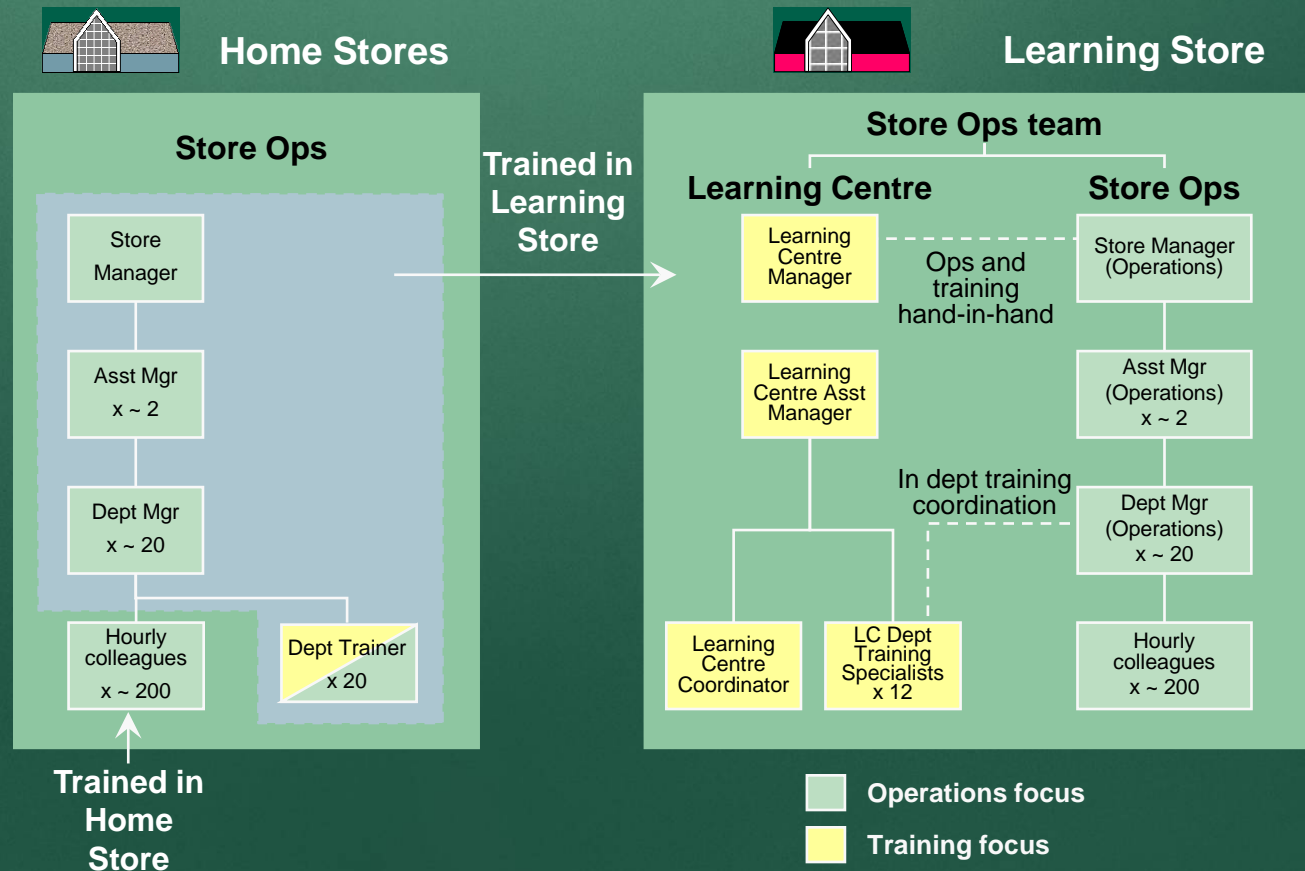 Home Stores
Learning Store
Store Ops
Store
Manager
Asst Mgr
x ~ 2
Dept Mgr
x ~ 20
Hourly
colleagues
x ~ 200
Dept Trainer
x 20
Trained in
Home
Store
Trained in
Learning
Store
Store Ops team
Learning Centre
Store Ops
Learning
Centre
Manager
Ops and
training
hand-in-hand
Store Manager
(Operations)
Learning
Centre Asst
Manager
Asst Mgr
(Operations)
x ~ 2
In dept training
coordination
Dept Mgr
(Operations)
x ~ 20
Learning
Centre
Coordinator
LC Dept
Training
Specialists
x 12
Hourly
colleagues
x ~ 200
Operations focus
Training focus